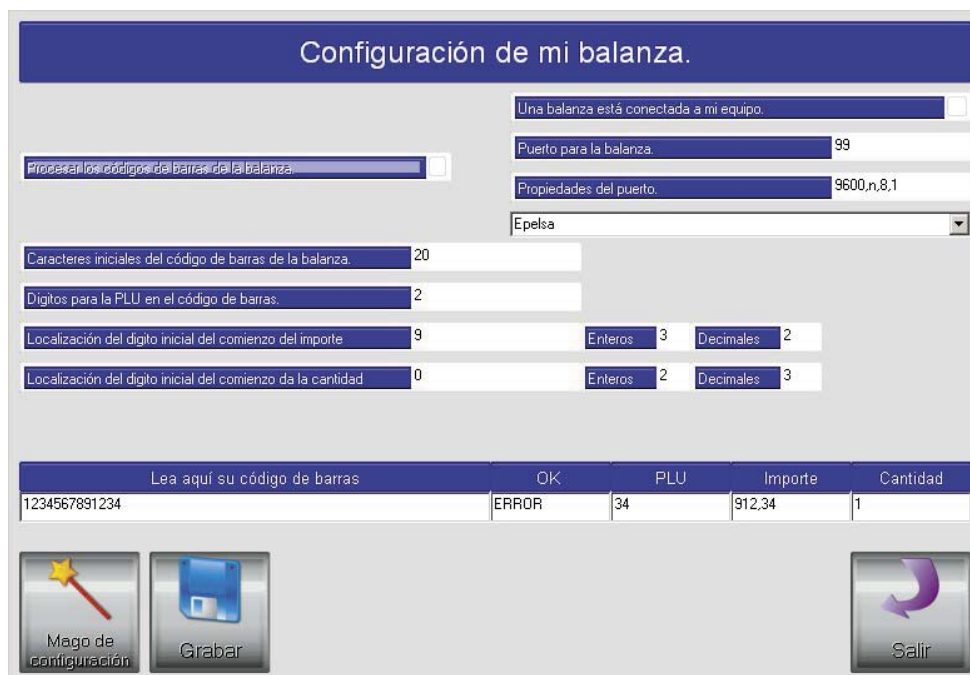 Configuración de mi balanza.
Una balanza está conectada a mi equipo.
Puerto para la balanza. 99
Procesar los códigos de barras de la balanza.
Propiedades del puerto. 9600,n,8,1
Epelsa
Caracteres iniciales del código de barras de la balanza. 20
Digitos para la PLU en el código de barras. 2
Localización del digito inicial del comienzo del importe 9 Enteros 3 Decimales 2
Localización del digito inicial del comienzo da la cantidad 0 Enteros 2 Decimales 3
Lea aquí su código de barras OK PLU Importe Cantidad
1234567891234 ERROR 34 912,34 1
Mago de
configuración
Grabar
Salir